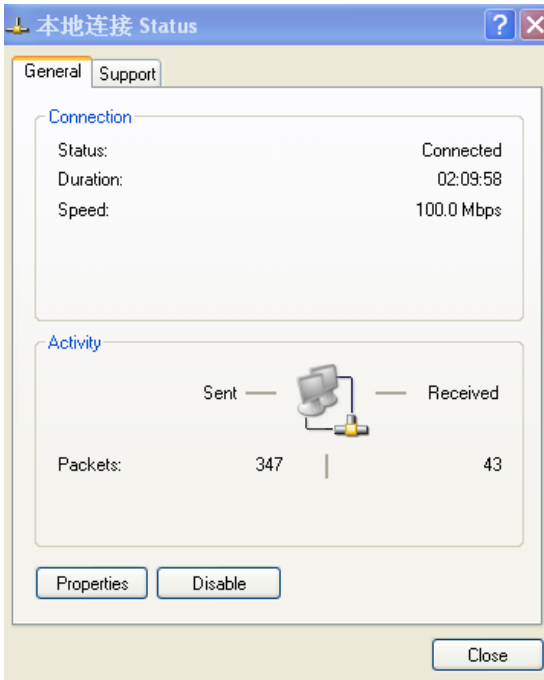 本地连接 Status
General Support
Connection
Status: Connected
Duration: 02:09:58
Speed: 100.0 Mbps
Activity
Sent Received
Packets: 347 43
Properties Disable
Close